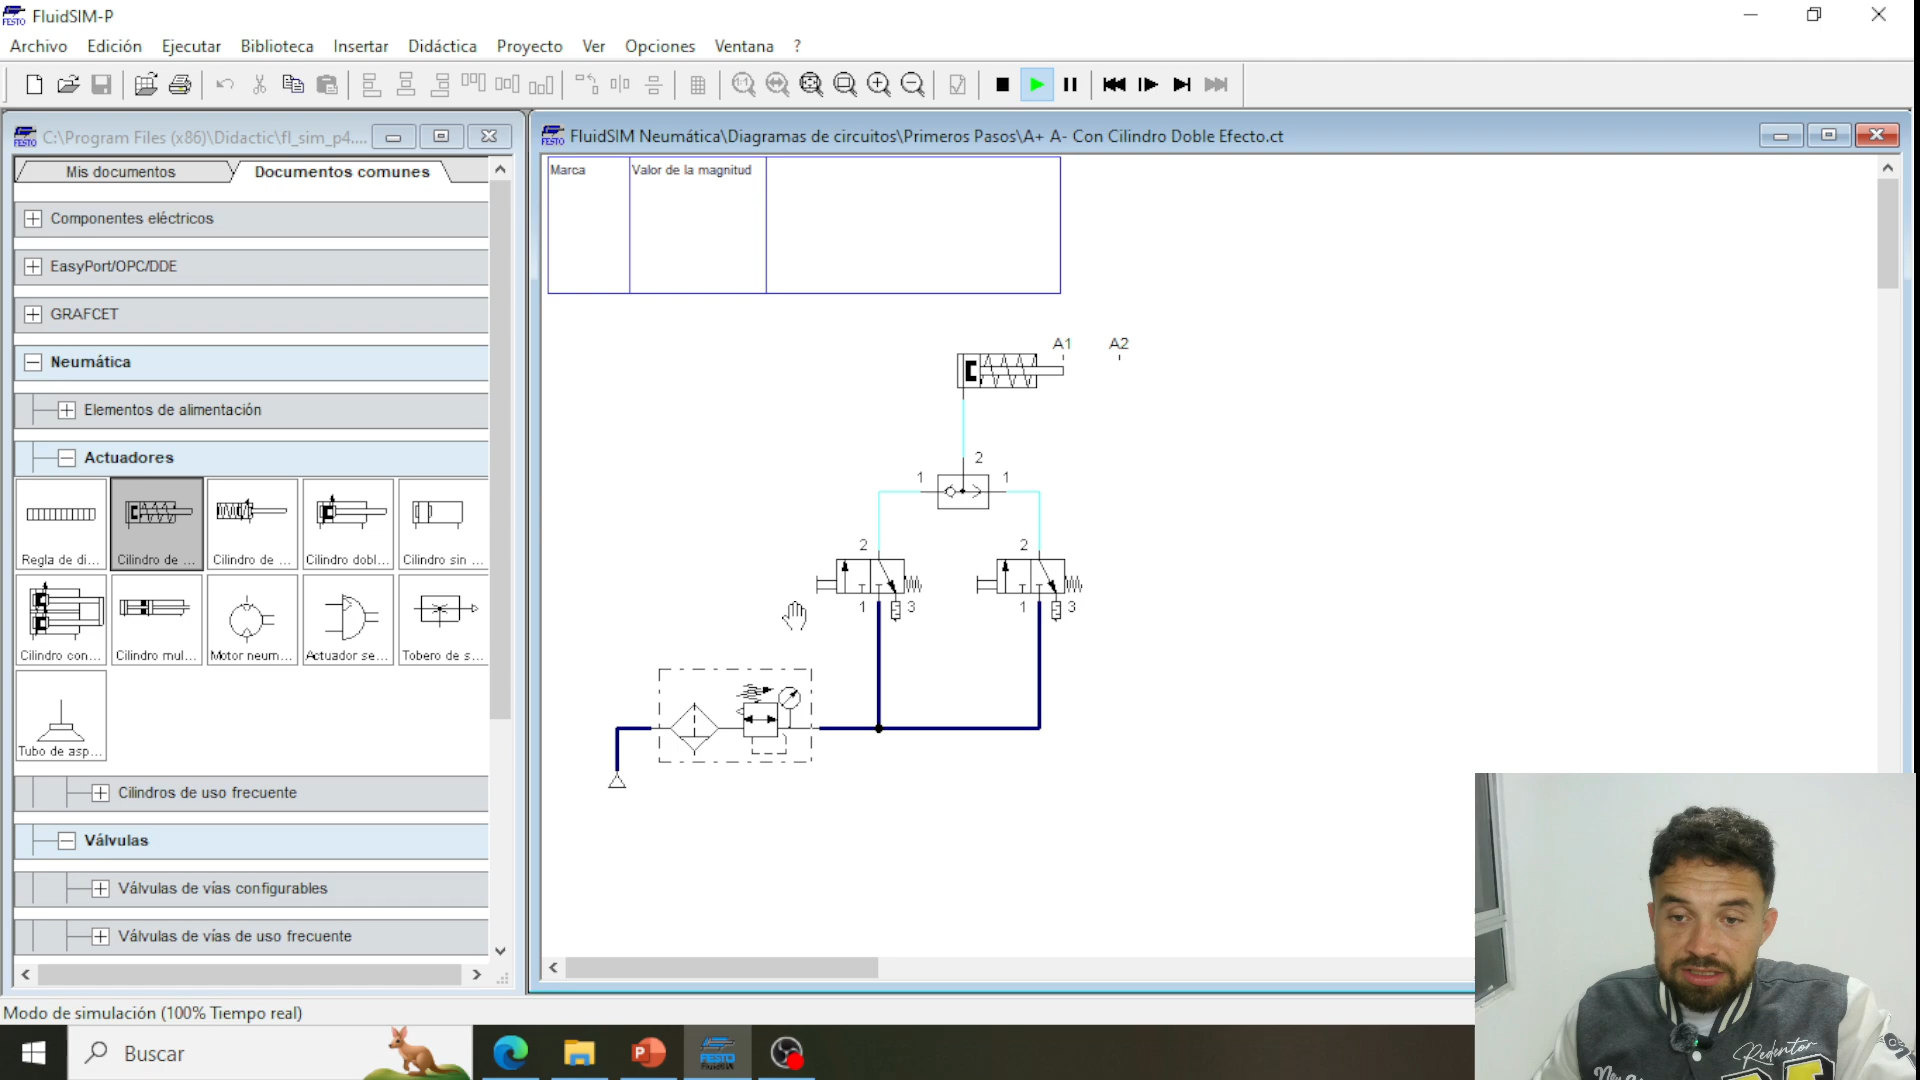 FluidSIM-P
Archivo Edición Ejecutar Biblioteca Insertar Didáctica Proyecto Ver Opciones Ventana ?
C:\Program Files (x86)\Didactic\fl_sim_p4....
Mis documentos Documentos comunes
Componentes eléctricos
EasyPort/OPC/DDE
GRAFCET
Neumática
Elementos de alimentación
Actuadores
Regla de di... Cilindro de ... Cilindro de ... Cilindro dobl... Cilindro sin ...
Cilindro con... Cilindro mul... Motor neum... Actuador se... Tobero de s...
Tubo de asp...
Cilindros de uso frecuente
Válvulas
Válvulas de vías configurables
Válvulas de vías de uso frecuente
FluidSIM Neumática\Diagramas de circuitos\Primeros Pasos\A+ A- Con Cilindro Doble Efecto.ct
Marca Valor de la magnitud
A1 A2
2
1 1
2 2
1 3 1 3
Modo de simulación (100% Tiempo real)
Buscar
FESTO
Redentor